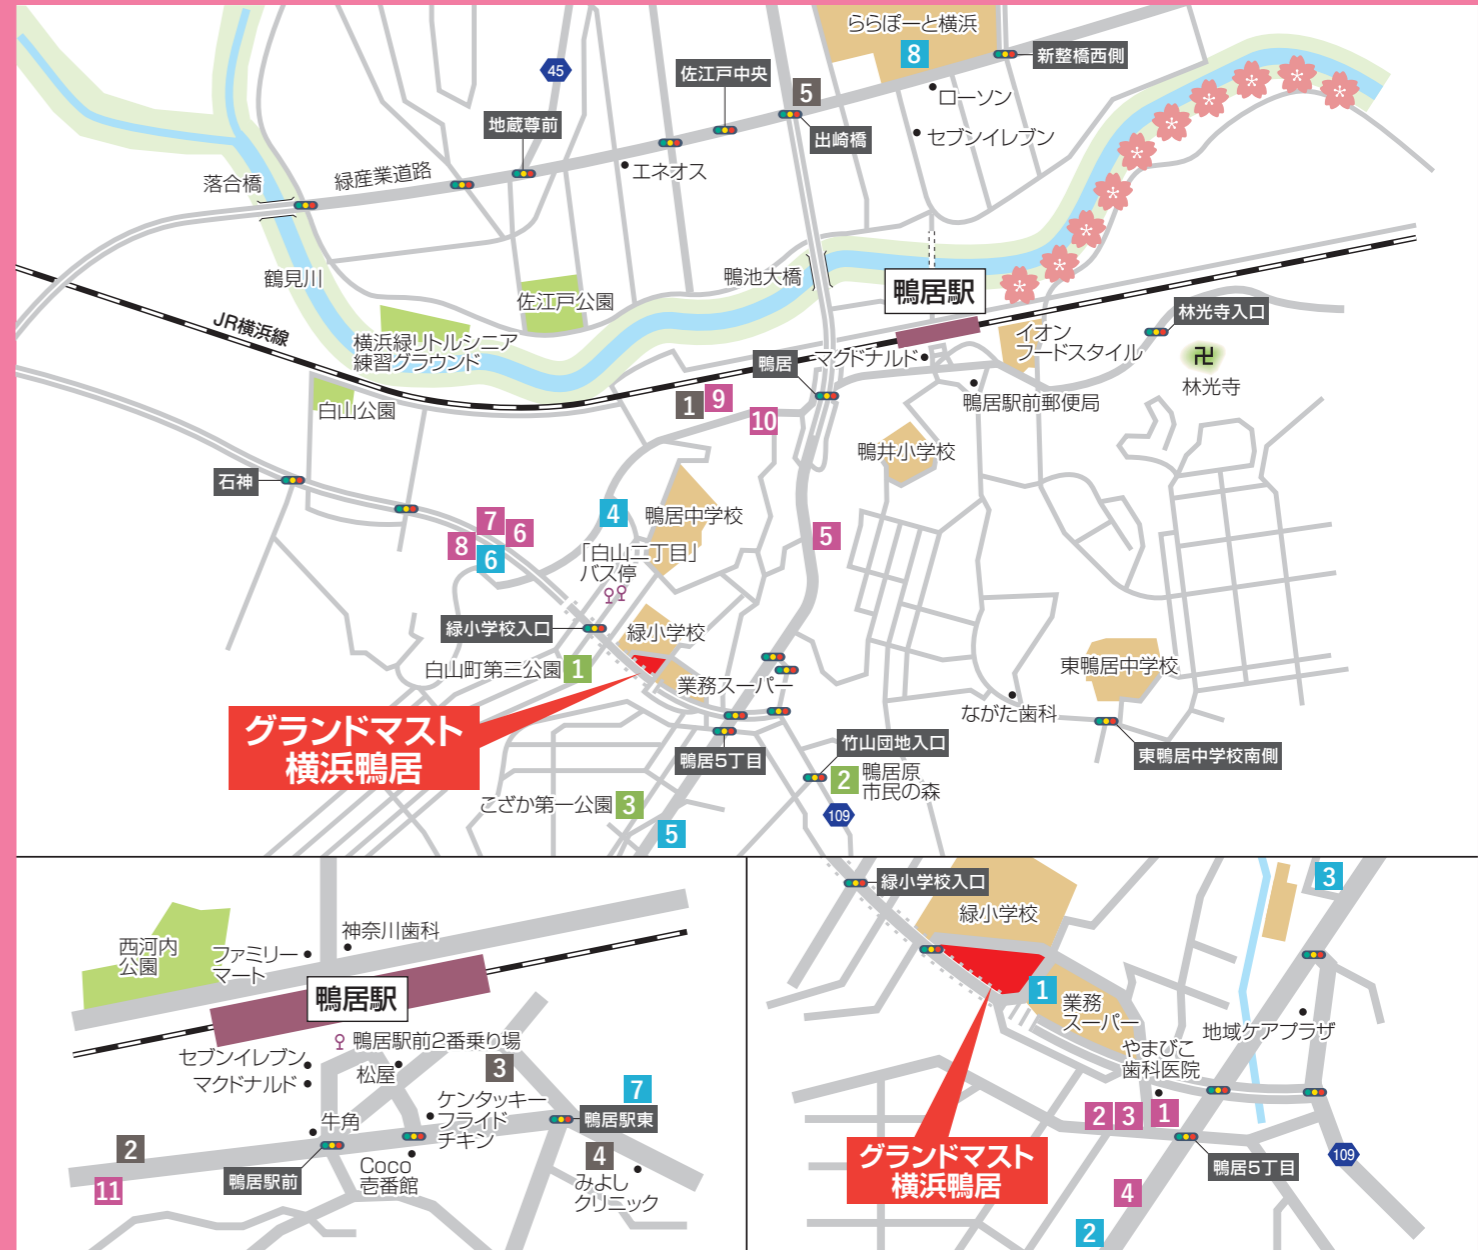 ららぽーと横浜
8
新整橋西側
45
佐江戸中央
5
ローソン
地蔵尊前
出崎橋
セブンイレブン
エネオス
落合橋
緑産業道路
鶴見川
鴨池大橋
鴨居駅
佐江戸公園
林光寺入口
JR横浜線
横浜緑リトルシニア
練習グラウンド
イオン
フードスタイル
鴨居
マクドナルド
卍
林光寺
白山公園
1
9
10
鴨居駅前郵便局
鴨井小学校
石神
7
6
8
6
4
鴨居中学校
5
「白山二丁目」
バス停
緑小学校入口
緑小学校
白山町第三公園
1
業務スーパー
東鴨居中学校
ながた歯科
グランドマスト
横浜鴨居
鴨居5丁目
竹山団地入口
東鴨居中学校南側
2
鴨居原
市民の森
こざか第一公園
3
5
109
西河内
公園
ファミリー
マート
神奈川歯科
鴨居駅
鴨居駅前2番乗り場
セブンイレブン
マクドナルド
松屋
3
7
ケンタッキー
フライド
チキン
鴨居駅東
牛角
2
11
鴨居駅前
Coco
壱番館
4
みよし
クリニック
緑小学校入口
緑小学校
3
1
業務
スーパー
地域ケアプラザ
やまびこ
歯科医院
2
3
1
グランドマスト
横浜鴨居
鴨居5丁目
109
4
2